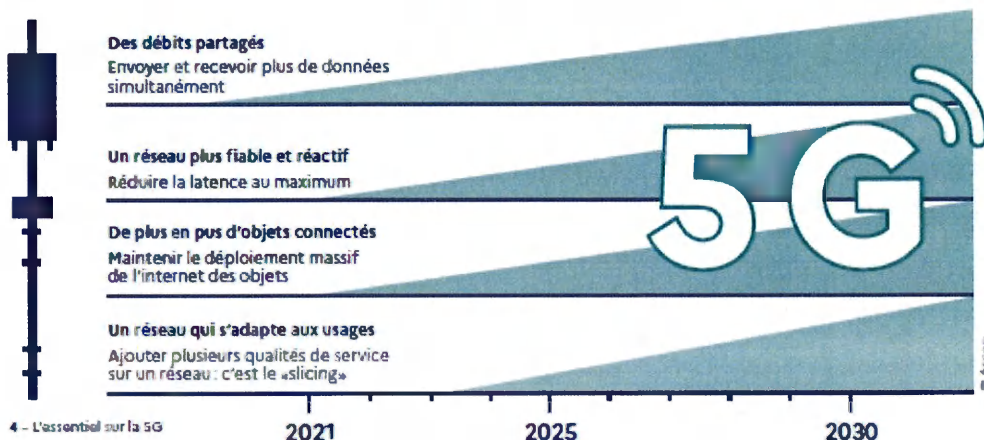 Des débits partagés
Envoyer et recevoir plus de données
simultanément
Un réseau plus fiable et réactif
Réduire la latence au maximum
De plus en pus d'objets connectés
Maintenir le déploiement massif
de l'internet des objets
Un réseau qui s'adapte aux usages
Ajouter plusieurs qualités de service
sur un réseau : c'est le «slicing»
5G
2021 2025 2030
4 – L'essentiel sur la 5G